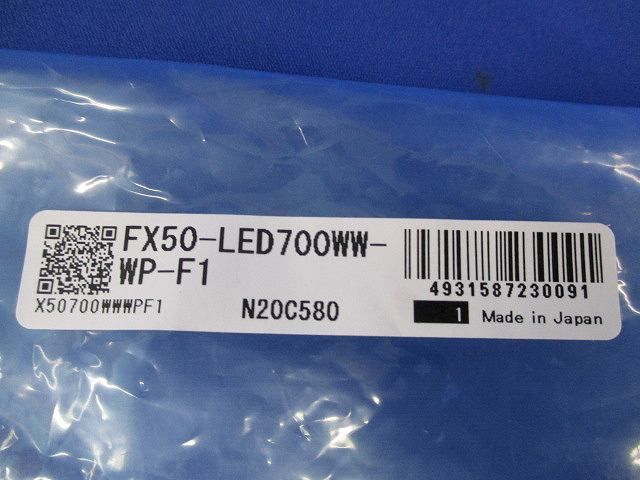 FX50-LED700WW-
WP-F1
X50700WWWPF1
N20C580
4931587230091
1
Made in Japan